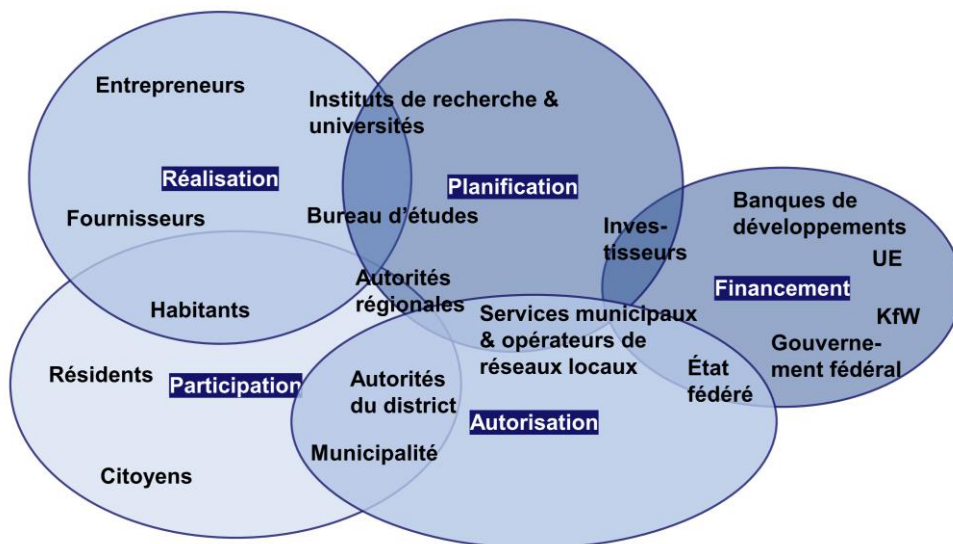 Entrepreneurs
Instituts de recherche &
universités
Réalisation
Planification
Fournisseurs
Bureau d'études
Inves-
tisseurs
Banques de
développements
UE
Financement
KfW
Gouverne-
ment fédéral
Autorités
régionales
Habitants
Services municipaux
& opérateurs de
réseaux locaux
État
fédéré
Résidents
Participation
Autorités
du district
Autorisation
Municipalité
Citoyens